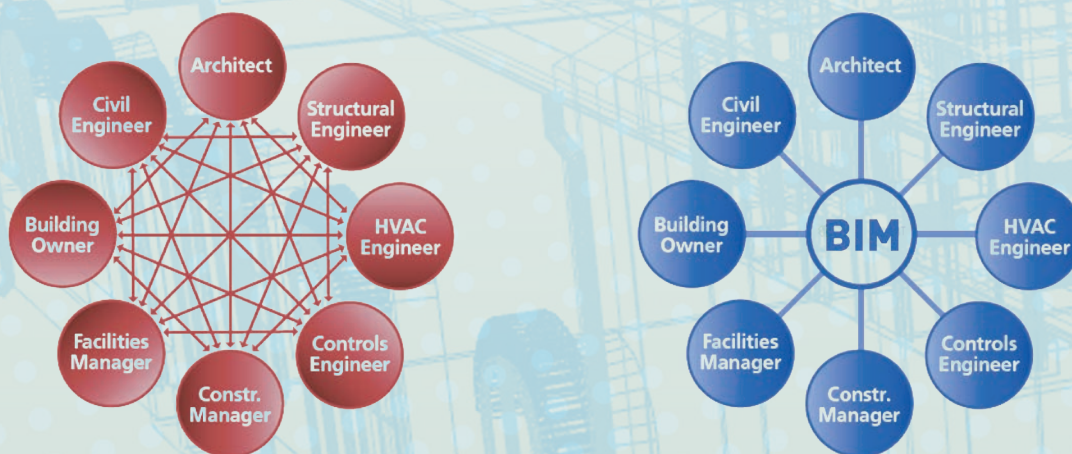 Architect
Civil
Engineer
Structural
Engineer
Building
Owner
HVAC
Engineer
Facilities
Manager
Controls
Engineer
Constr.
Manager
Architect
Civil
Engineer
Structural
Engineer
Building
Owner
BIM
HVAC
Engineer
Facilities
Manager
Controls
Engineer
Constr.
Manager